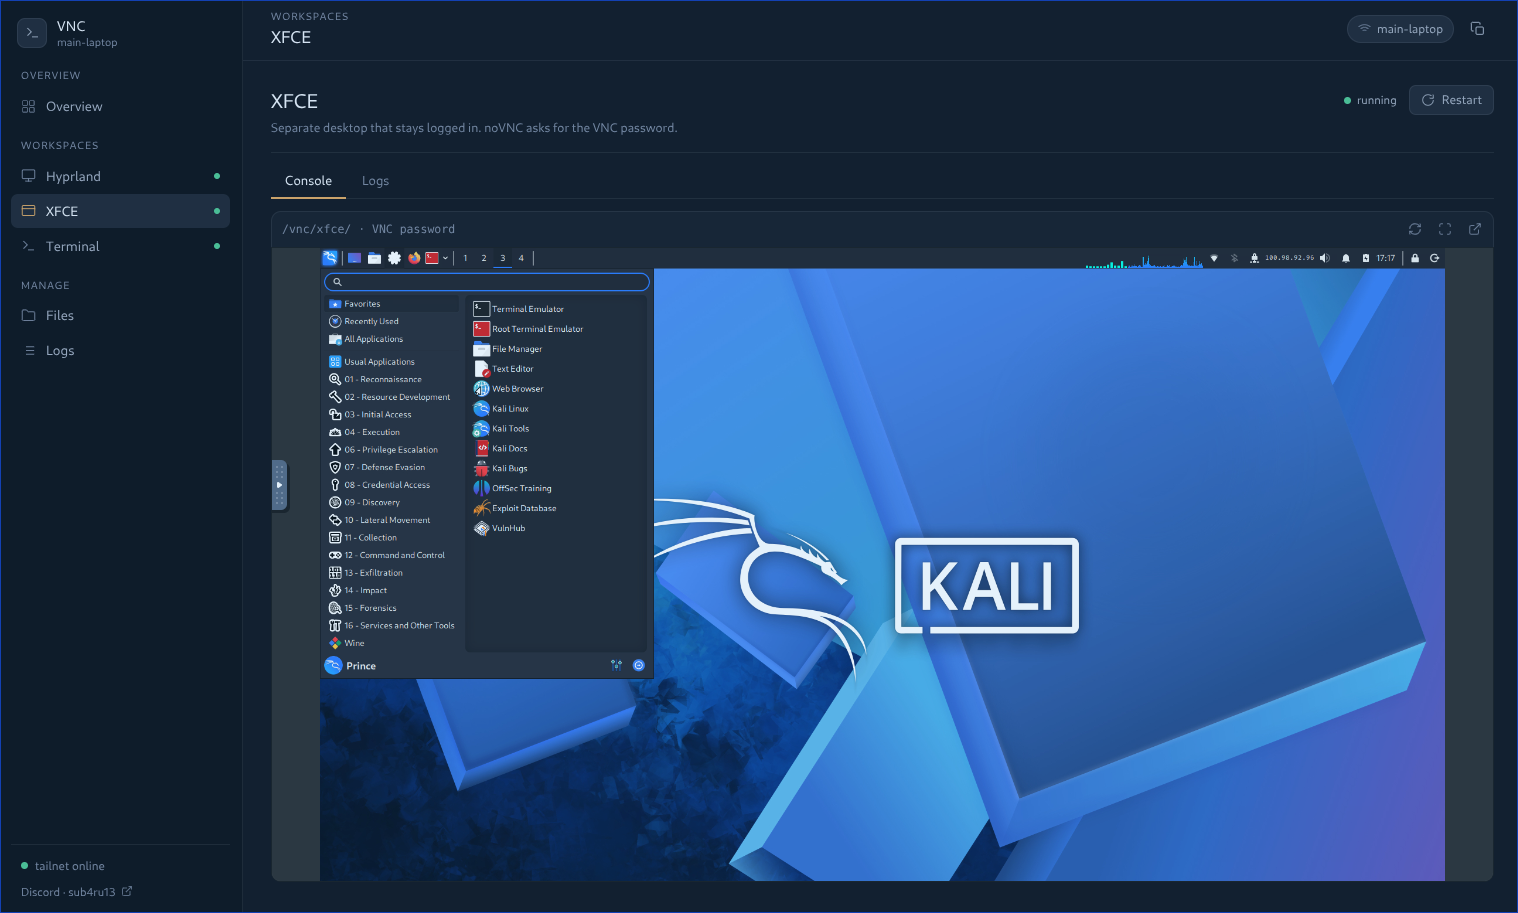 VNC
main-laptop
OVERVIEW
Overview
WORKSPACES
Hyprland
XFCE
Terminal
MANAGE
Files
Logs
tailnet online
Discord · sub4ru13
WORKSPACES
XFCE
main-laptop
XFCE
running
Restart
Separate desktop that stays logged in. noVNC asks for the VNC password.
Console
Logs
/vnc/xfce/ · VNC password
1 2 3 4
100.98.92.96
17:17
Favorites
Recently Used
All Applications
Usual Applications
01 - Reconnaissance
02 - Resource Development
03 - Initial Access
04 - Execution
06 - Privilege Escalation
07 - Defense Evasion
08 - Credential Access
09 - Discovery
10 - Lateral Movement
11 - Collection
12 - Command and Control
13 - Exfiltration
14 - Impact
15 - Forensics
16 - Services and Other Tools
Wine
Terminal Emulator
Root Terminal Emulator
File Manager
Text Editor
Web Browser
Kali Linux
Kali Tools
Kali Docs
Kali Bugs
OffSec Training
Exploit Database
VulnHub
Prince
KALI